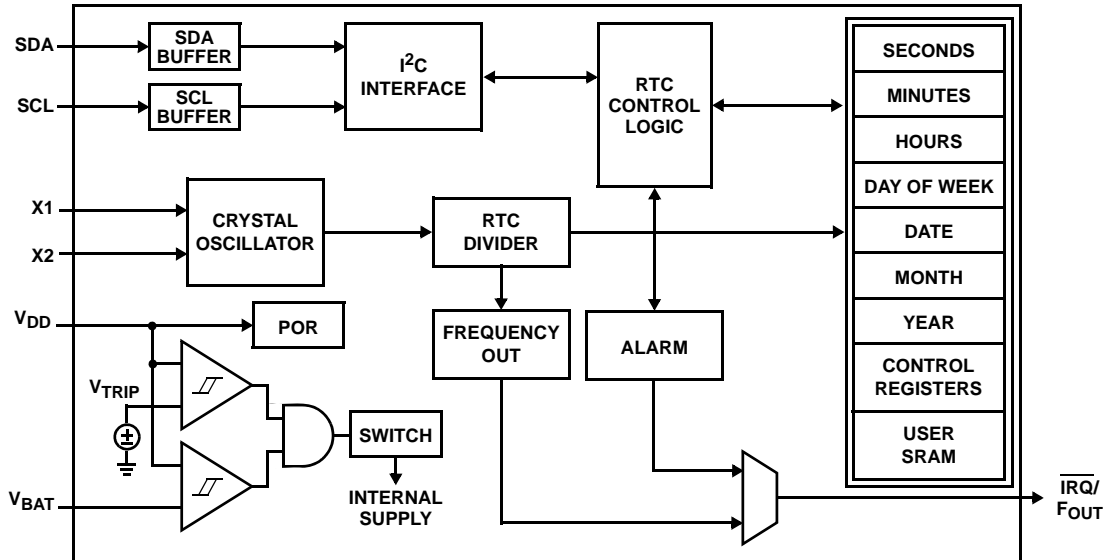 SDA
SDA
BUFFER
SCL
SCL
BUFFER
I²C
INTERFACE
RTC
CONTROL
LOGIC
SECONDS
MINUTES
HOURS
DAY OF WEEK
DATE
MONTH
YEAR
CONTROL
REGISTERS
USER
SRAM
X1
X2
CRYSTAL
OSCILLATOR
RTC
DIVIDER
FREQUENCY
OUT
ALARM
VDD
POR
VTRIP
±
VBAT
SWITCH
INTERNAL
SUPPLY
IRQ/
FOUT